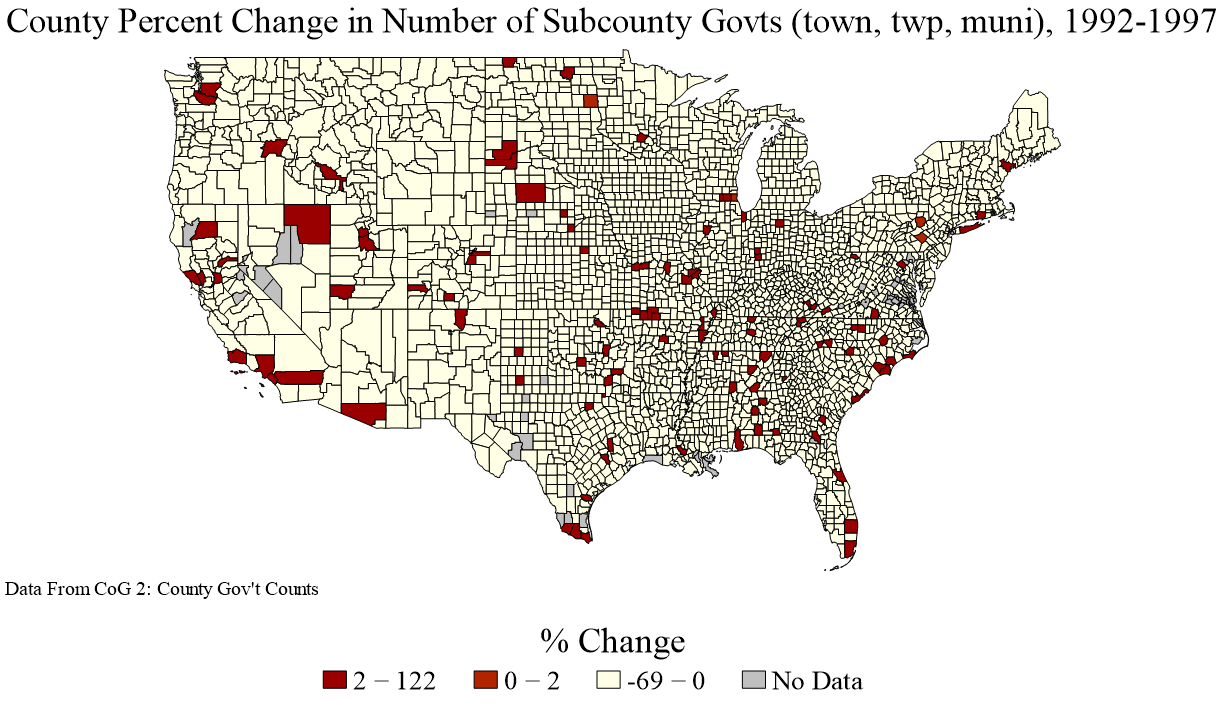 County Percent Change in Number of Subcounty Govts (town, twp, muni), 1992-1997
Data From CoG 2: County Gov't Counts
% Change
2 − 122 0 − 2 -69 − 0 No Data